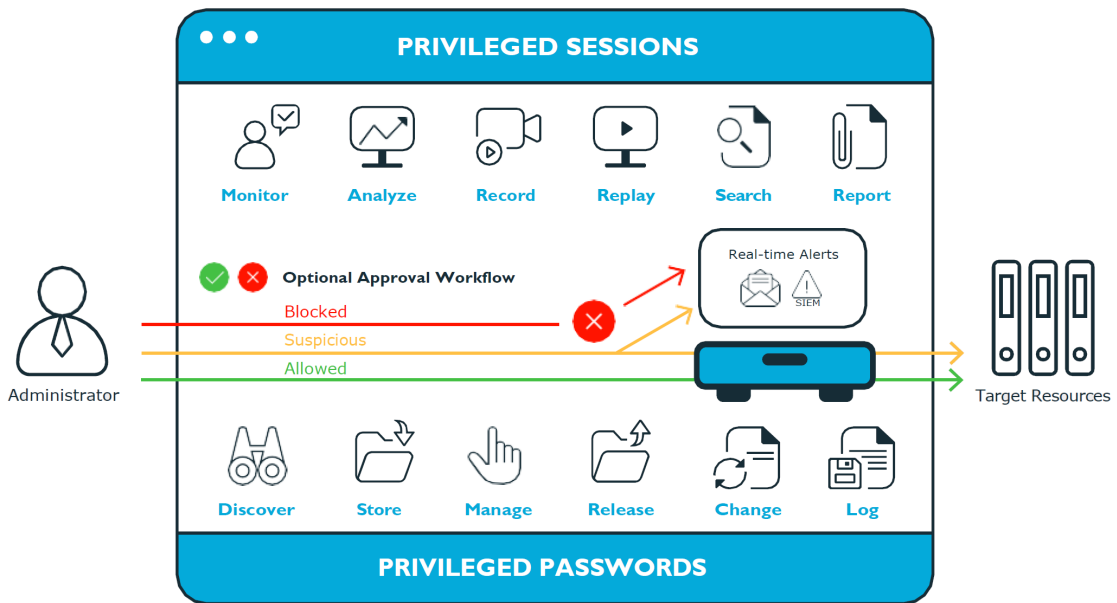 PRIVILEGED SESSIONS
Monitor
Analyze
Record
Replay
Search
Report
Real-time Alerts
SIEM
Optional Approval Workflow
Blocked
Suspicious
Allowed
Administrator
Target Resources
Discover
Store
Manage
Release
Change
Log
PRIVILEGED PASSWORDS